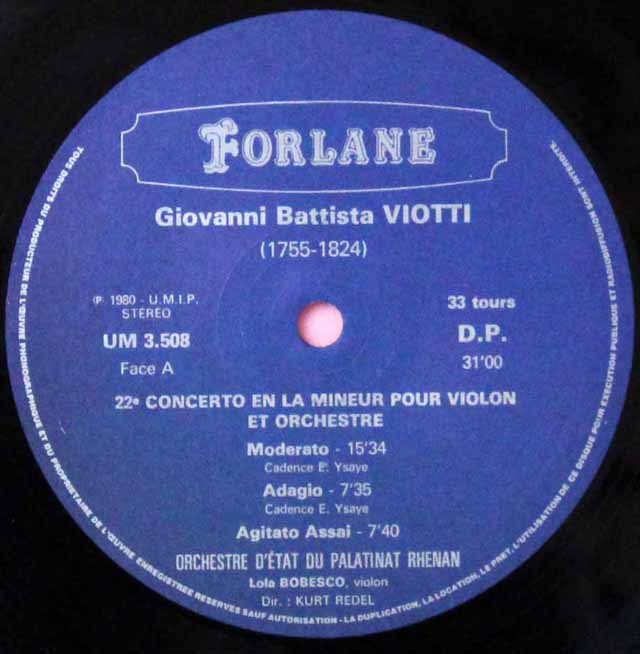 FORLANE
Giovanni Battista VIOTTI
(1755-1824)
℗ 1980 - U.M.I.P.
STEREO
UM 3.508
Face A
33 tours
D.P.
31'00
22e CONCERTO EN LA MINEUR POUR VIOLON
ET ORCHESTRE
Moderato - 15'34
Cadence E. Ysaye
Adagio - 7'35
Cadence E. Ysaye
Agitato Assai - 7'40
ORCHESTRE D'ÉTAT DU PALATINAT RHENAN
Lola BOBESCO, violon
Dir. : KURT REDEL
TOUS DROITS DU PRODUCTEUR DE L'ŒUVRE PHONOGRAPHIQUE ET DU PROPRIETAIRE DE L'ŒUVRE ENREGISTREE RESERVES SAUF AUTORISATION - LA DUPLICATION, LA LOCATION, LE PRET, L'UTILISATION DE CE DISQUE POUR EXECUTION PUBLIQUE ET RADIODIFFUSION SONT INTERDITS.